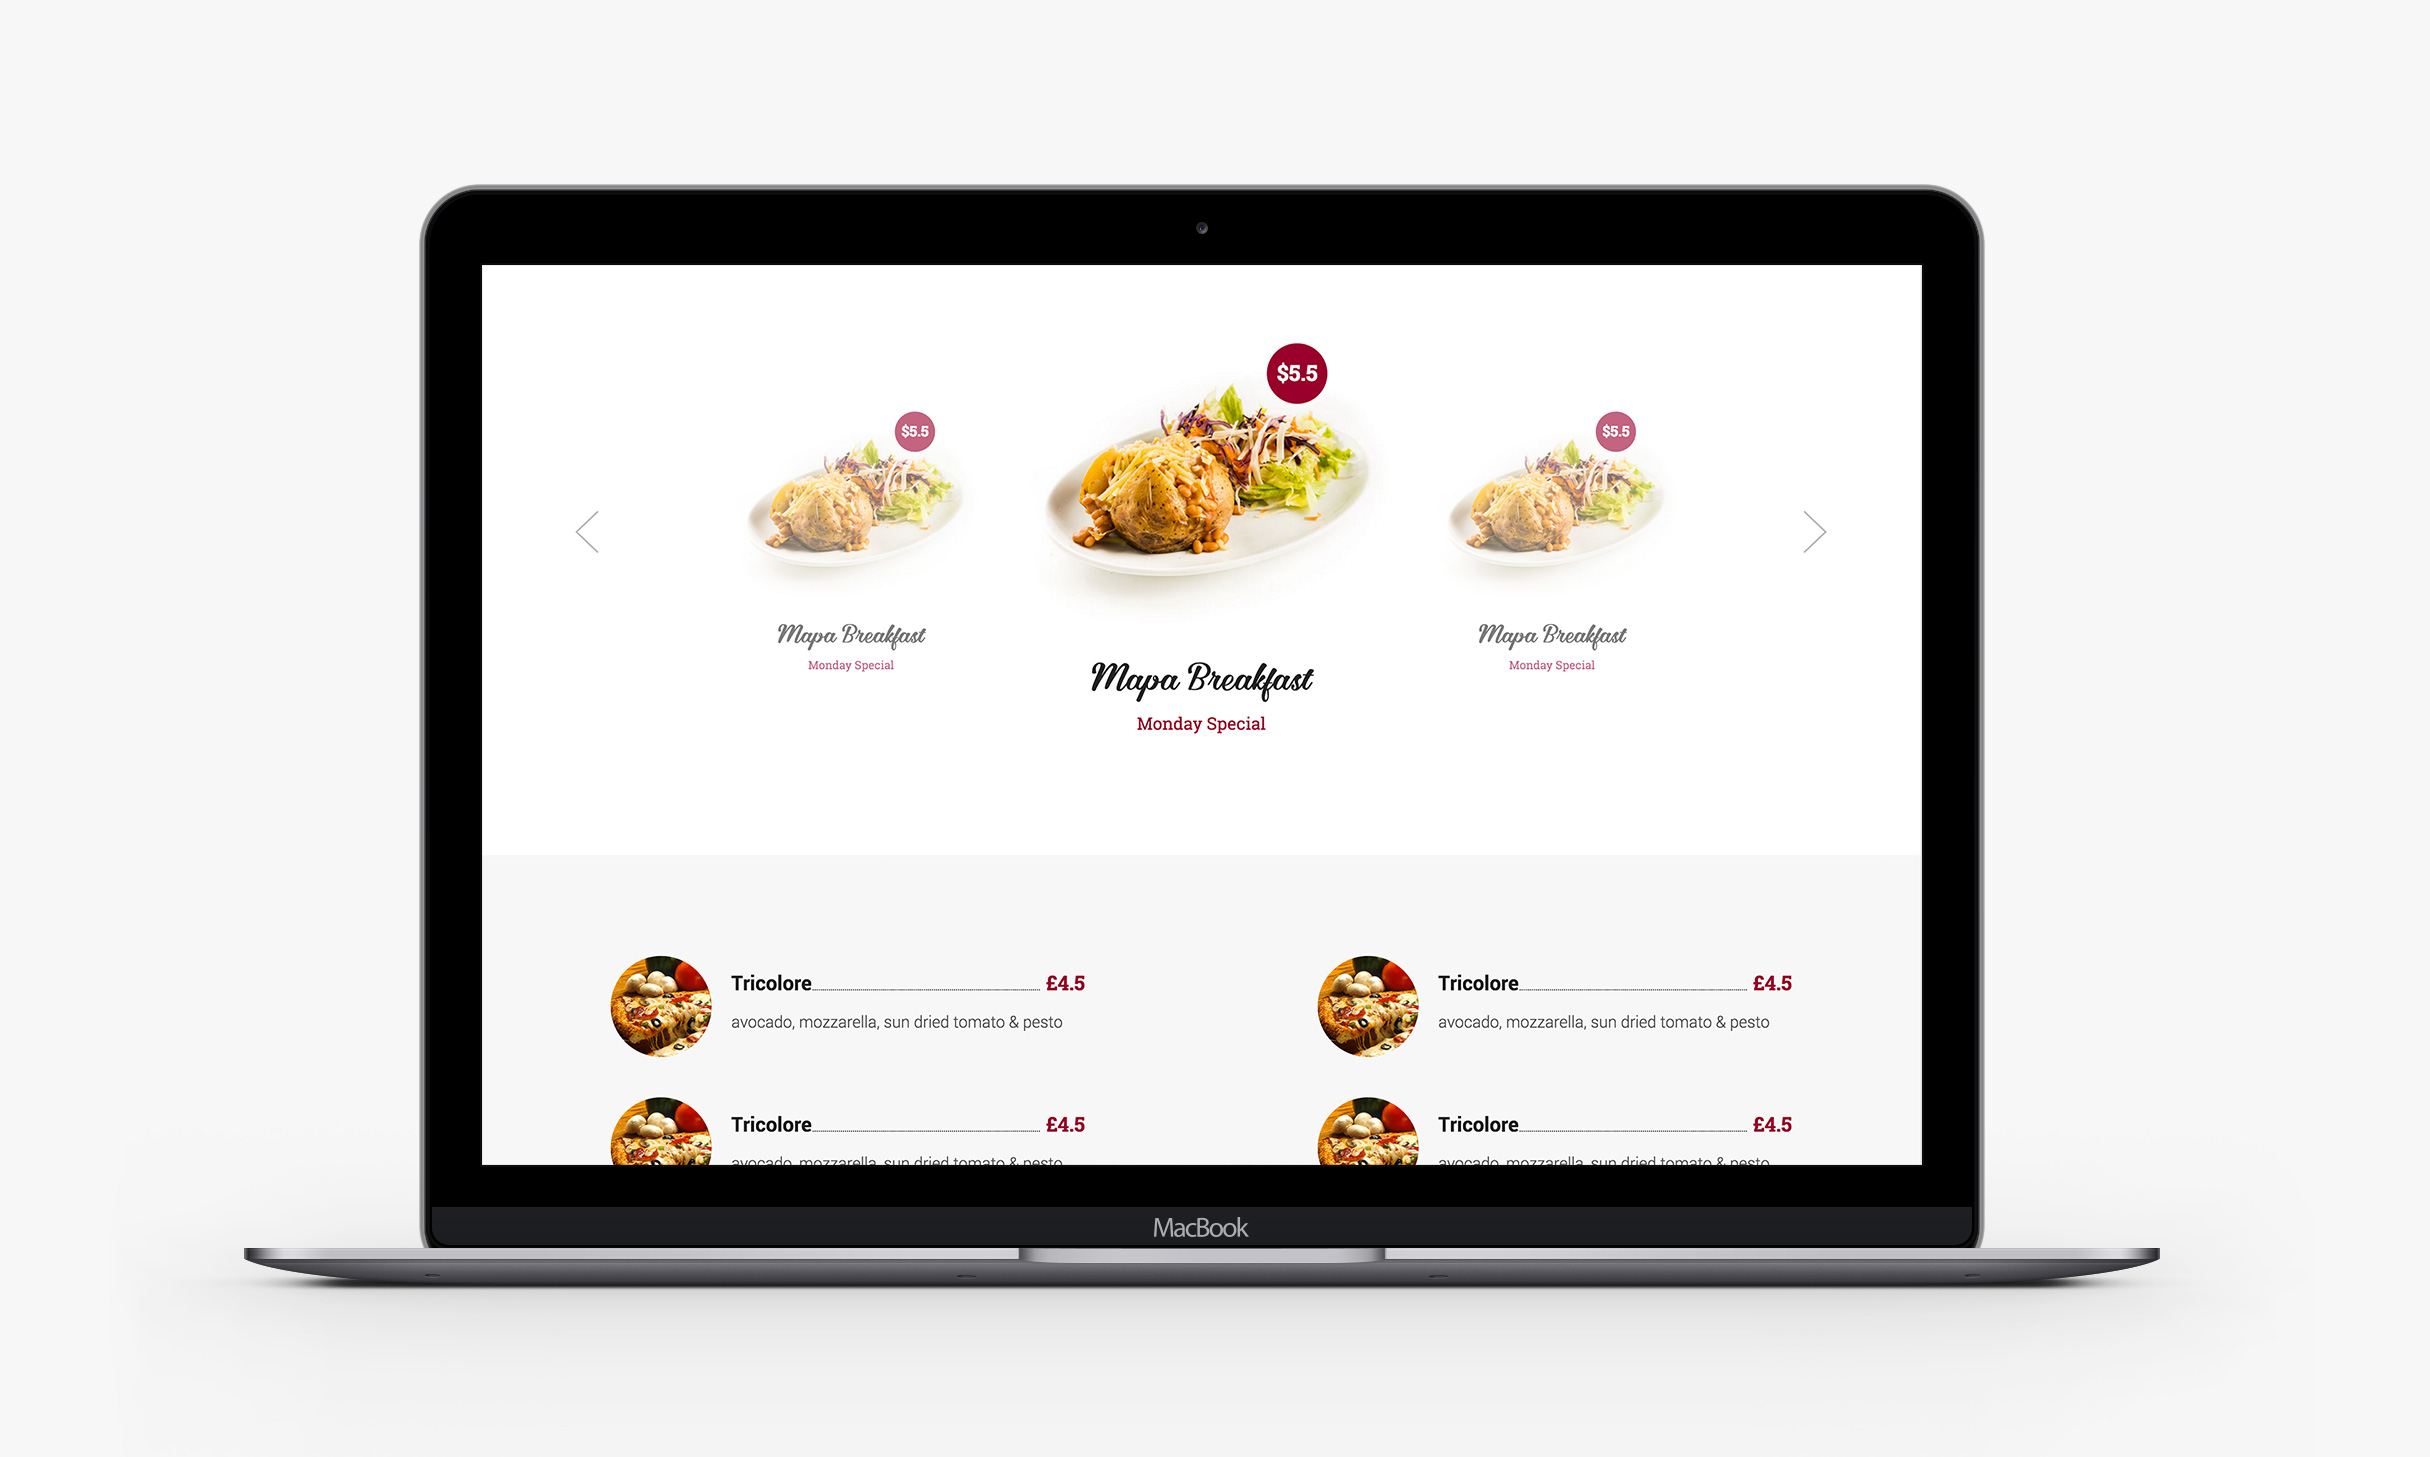 $5.5
$5.5
$5.5
Mapa Breakfast
Monday Special
Mapa Breakfast
Monday Special
Mapa Breakfast
Monday Special
Tricolore £4.5
avocado, mozzarella, sun dried tomato & pesto
Tricolore £4.5
avocado, mozzarella, sun dried tomato & pesto
Tricolore £4.5
avocado, mozzarella, sun dried tomato & pesto
Tricolore £4.5
avocado, mozzarella, sun dried tomato & pesto
MacBook